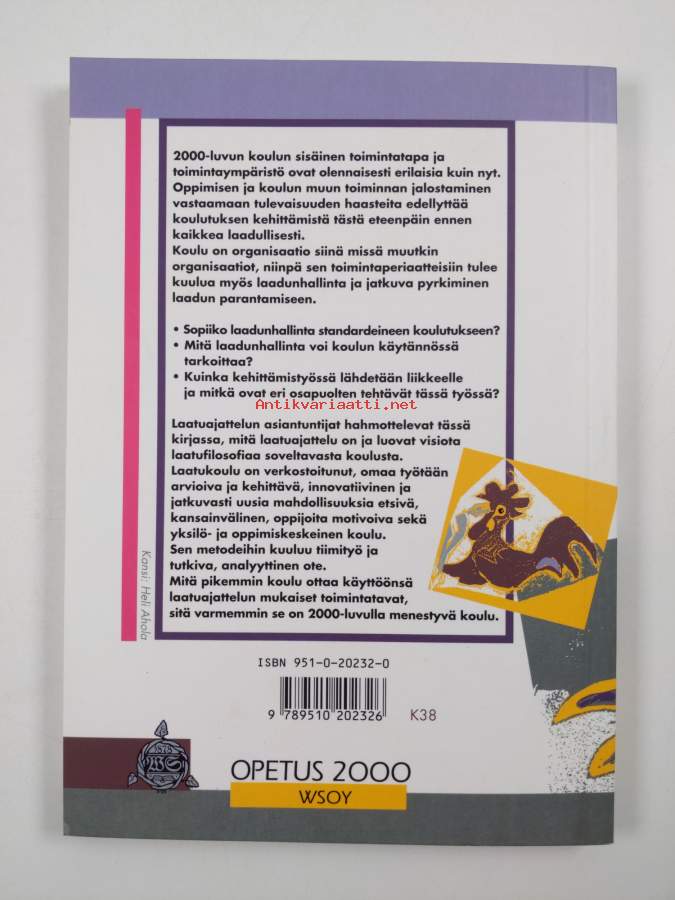 2000-luvun koulun sisäinen toimintatapa ja
toimintaympäristö ovat olennaisesti erilaisia kuin nyt.
Oppimisen ja koulun muun toiminnan jalostaminen
vastaamaan tulevaisuuden haasteita edellyttää
koulutuksen kehittämistä tästä eteenpäin ennen
kaikkea laadullisesti.
Koulu on organisaatio siinä missä muutkin
organisaatiot, niinpä sen toimintaperiaatteisiin tulee
kuulua myös laadunhallinta ja jatkuva pyrkiminen
laadun parantamiseen.
• Sopiiko laadunhallinta standardeineen koulutukseen?
• Mitä laadunhallinta voi koulun käytännössä
tarkoittaa?
• Kuinka kehittämistyössä lähdetään liikkeelle
ja mitkä ovat eri osapuolten tehtävät tässä työssä?
Antikvariaatti.net
Laatuajattelun asiantuntijat hahmottelevat tässä
kirjassa, mitä laatuajattelu on ja luovat visiota
laatufilosofiaa soveltavasta koulusta.
Laatukoulu on verkostoitunut, omaa työtään
arvioiva ja kehittävä, innovatiivinen ja
jatkuvasti uusia mahdollisuuksia etsivä,
kansainvälinen, oppijoita motivoiva sekä
yksilö- ja oppimiskeskeinen koulu.
Sen metodeihin kuuluu tiimityö ja
tutkiva, analyyttinen ote.
Mitä pikemmin koulu ottaa käyttöönsä
laatuajattelun mukaiset toimintatavat,
sitä varmemmin se on 2000-luvulla menestyvä koulu.
Kansi: Heli Ahola
ISBN 951-0-20232-0
9 789510 202326 K38
1878
WS
OPETUS 2000
WSOY